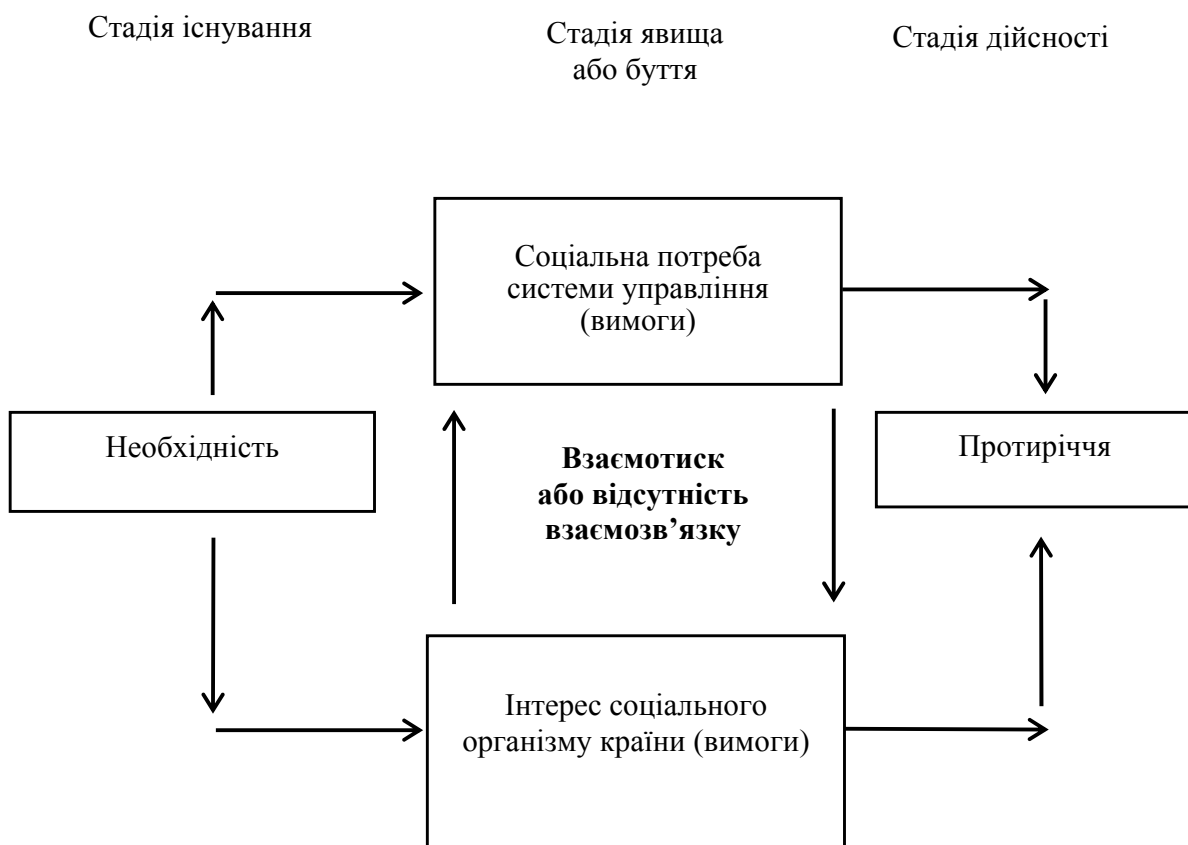 Стадія існування
Стадія явища
або буття
Стадія дійсності
Соціальна потреба
системи управління
(вимоги)
Необхідність
Взаємотиск
або відсутність
взаємозв’язку
Протиріччя
Інтерес соціального
організму країни (вимоги)